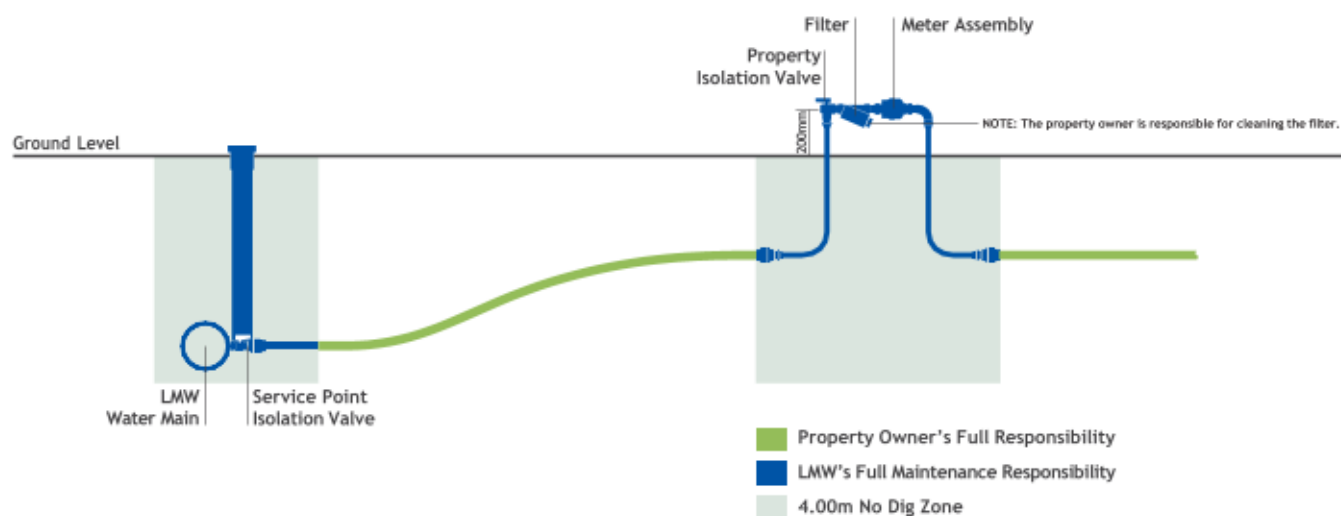 Filter
Meter Assembly
Property
Isolation Valve
200mm
NOTE: The property owner is responsible for cleaning the filter.
Ground Level
LMW
Water Main
Service Point
Isolation Valve
Property Owner's Full Responsibility
LMW's Full Maintenance Responsibility
4.00m No Dig Zone